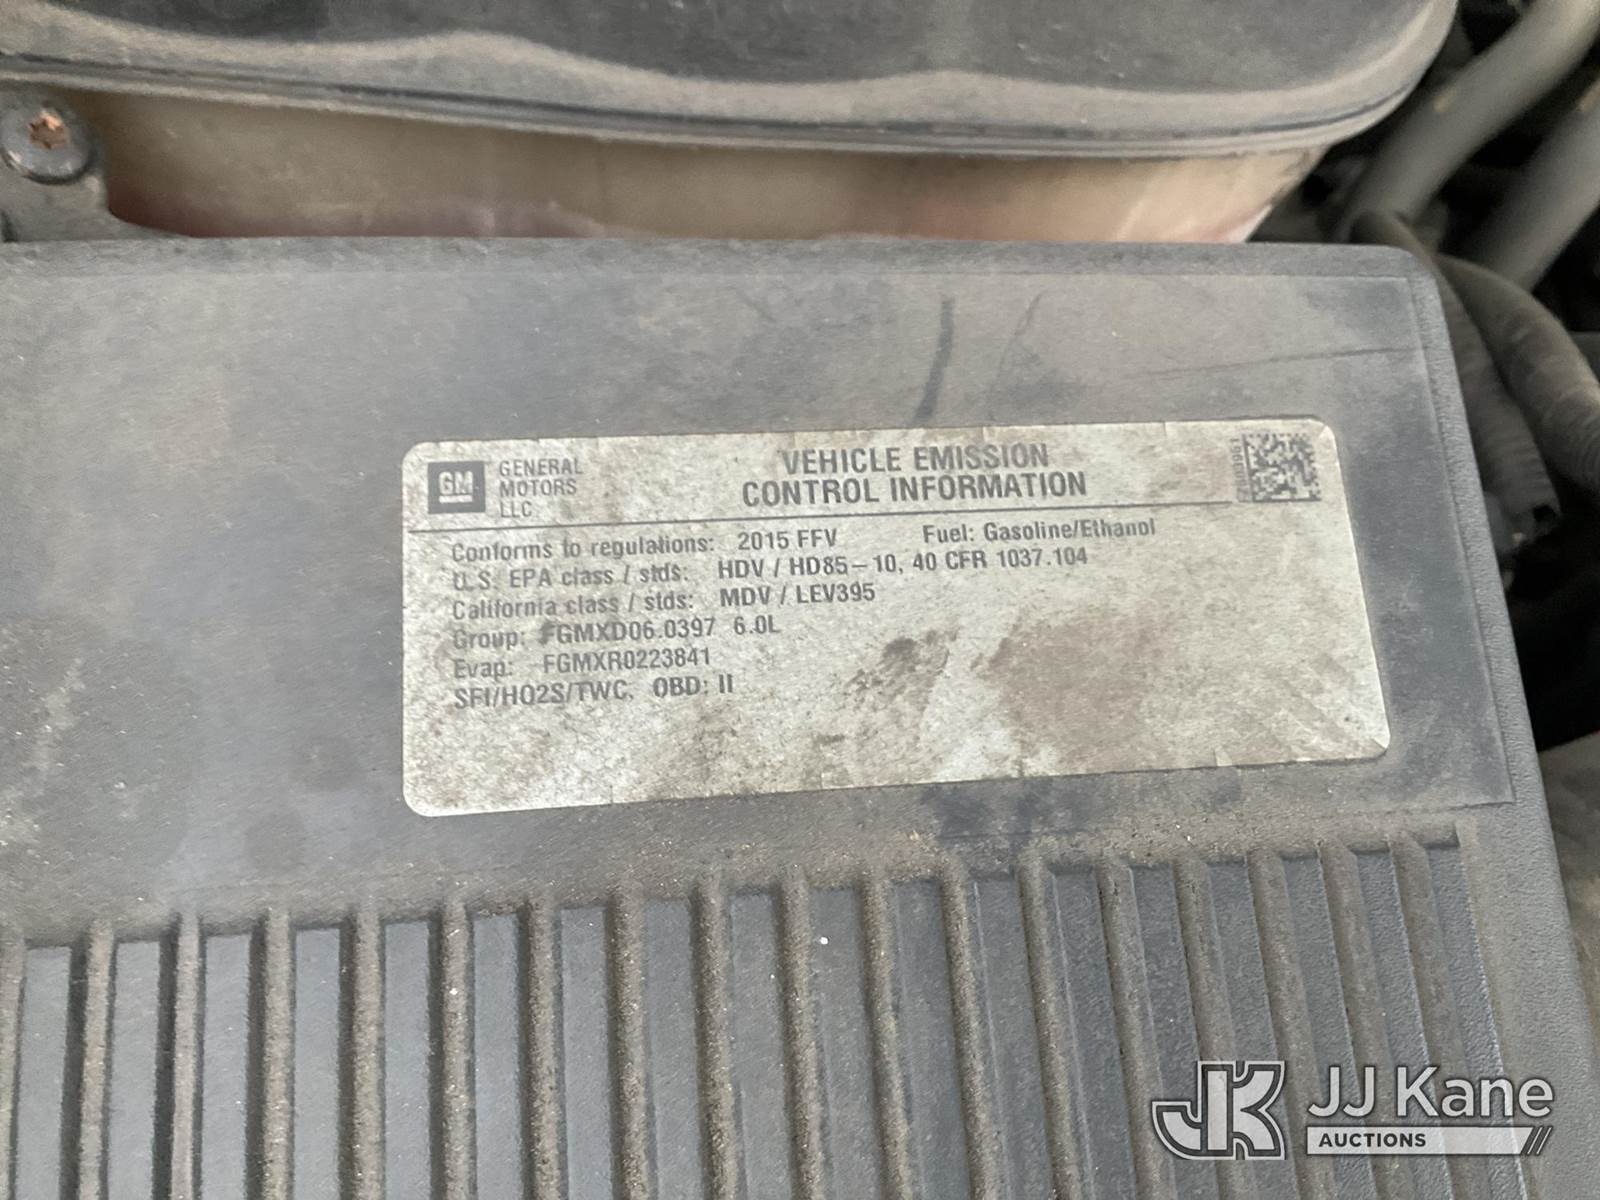 GM GENERAL MOTORS LLC
VEHICLE EMISSION
CONTROL INFORMATION
Conforms to regulations: 2015 FFV Fuel: Gasoline/Ethanol
U.S. EPA class / stds: HDV / HD85-10, 40 CFR 1037.104
California class / stds: MDV / LEV395
Group: FGMXD06.0397 6.0L
Evap: FGMXR0223841
SFI/HO2S/TWC, OBD: II
JK JJ Kane
AUCTIONS